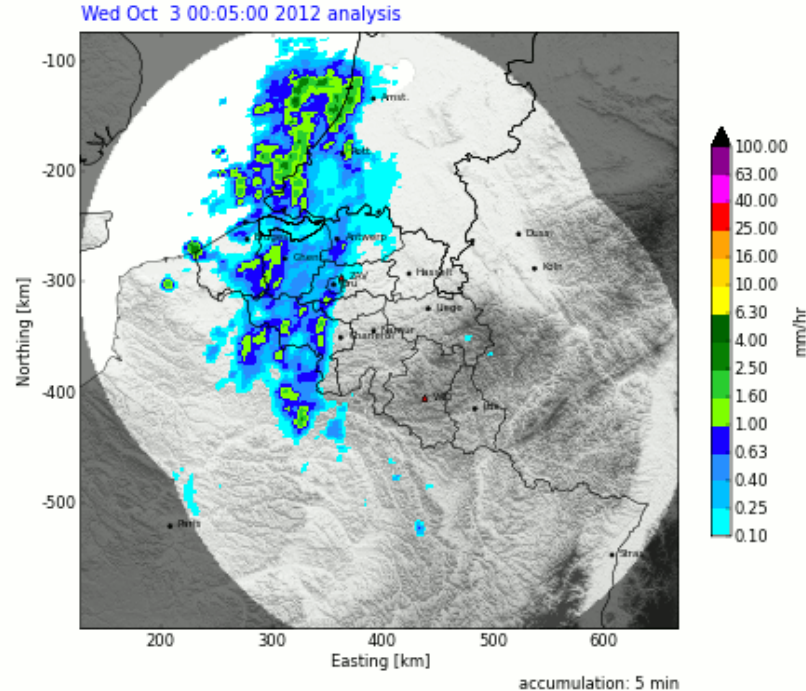 Wed Oct  3 00:05:00 2012 analysis
-100
-200
-300
-400
-500
Northing [km]
200
300
400
500
600
Easting [km]
accumulation: 5 min
100.00
63.00
40.00
25.00
16.00
10.00
6.30
4.00
2.50
1.60
1.00
0.63
0.40
0.25
0.10
mm/hr
Amst.
Rott
Antwerp
Ghent
Hasselt
Duss.
Köln
Liege
Namur
Paris
Stras